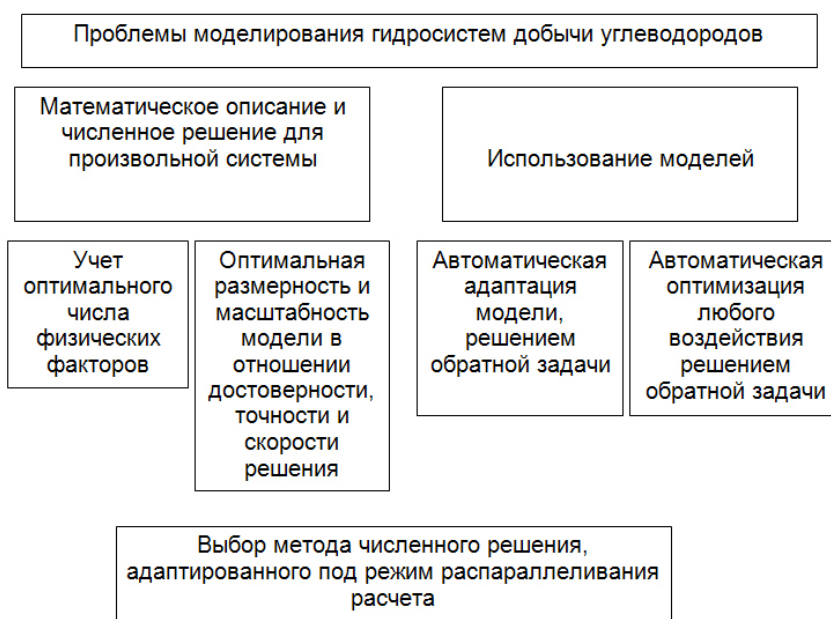 Проблемы моделирования гидросистем добычи углеводородов
Математическое описание и
численное решение для
произвольной системы
Использование моделей
Учет
оптимального
числа
физических
факторов
Оптимальная
размерность и
масштабность
модели в
отношении
достоверности,
точности и
скорости
решения
Автоматическая
адаптация
модели,
решением
обратной задачи
Автоматическая
оптимизация
любого
воздействия
решением
обратной задачи
Выбор метода численного решения,
адаптированного под режим распараллеливания
расчета